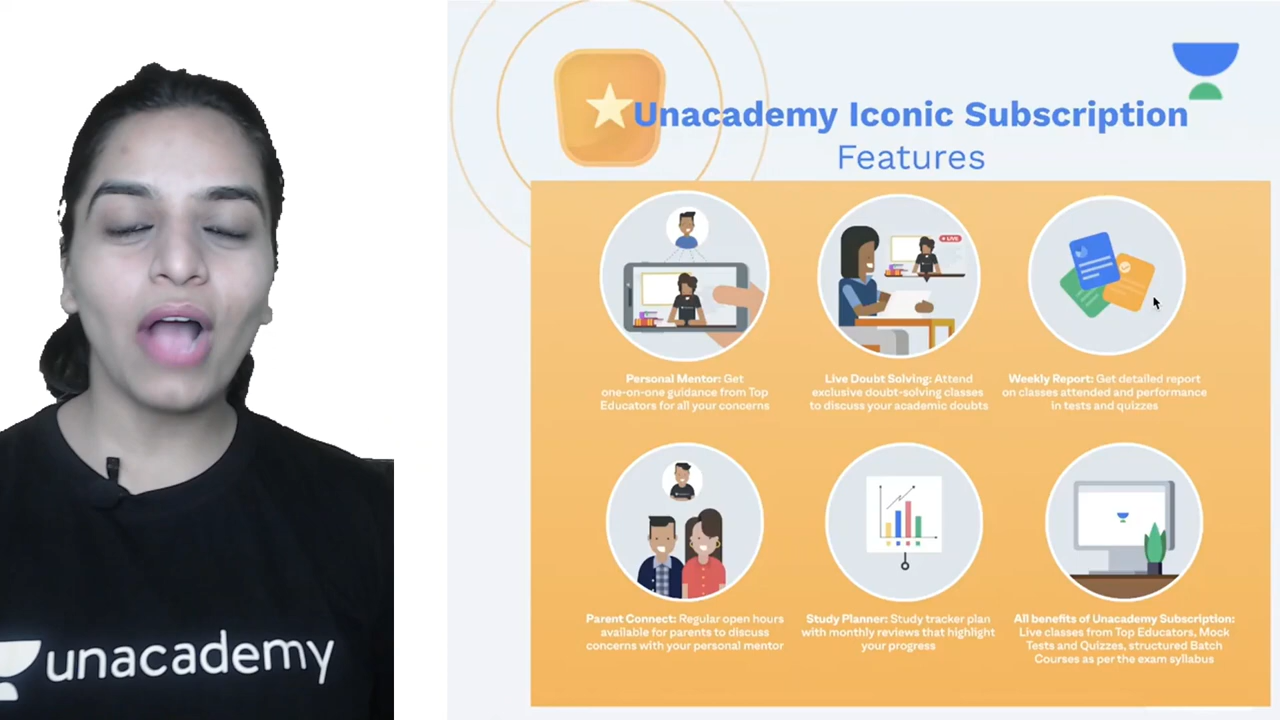 Unacademy Iconic Subscription
Features
LIVE
Personal Mentor: Get
one-on-one guidance from Top
Educators for all your concerns
Live Doubt Solving: Attend
exclusive doubt-solving classes
to discuss your academic doubts
Weekly Report: Get detailed report
on classes attended and performance
in tests and quizzes
Parent Connect: Regular open hours
available for parents to discuss
concerns with your personal mentor
Study Planner: Study tracker plan
with monthly reviews that highlight
your progress
All benefits of Unacademy Subscription:
Live classes from Top Educators, Mock
Tests and Quizzes, structured Batch
Courses as per the exam syllabus
unacademy